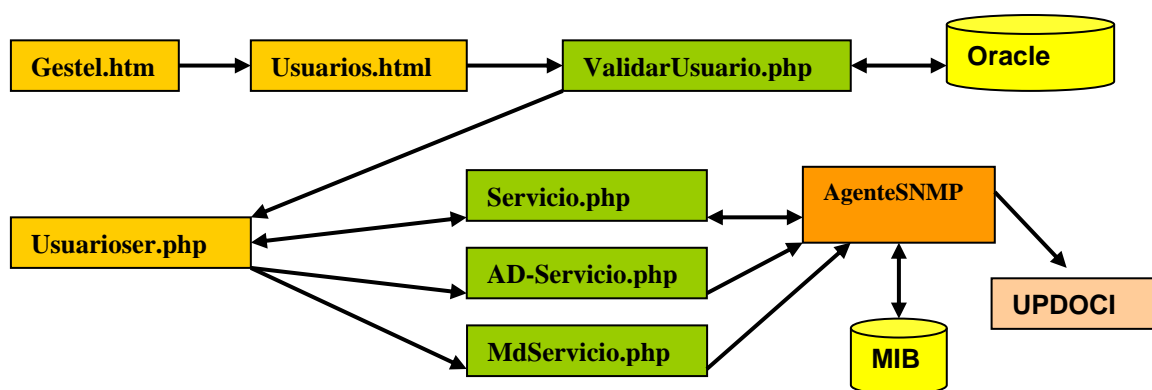 Gestel.htm
Usuarios.html
ValidarUsuario.php
Oracle
Usuarioser.php
Servicio.php
AgenteSNMP
AD-Servicio.php
UPDOCI
MdServicio.php
MIB